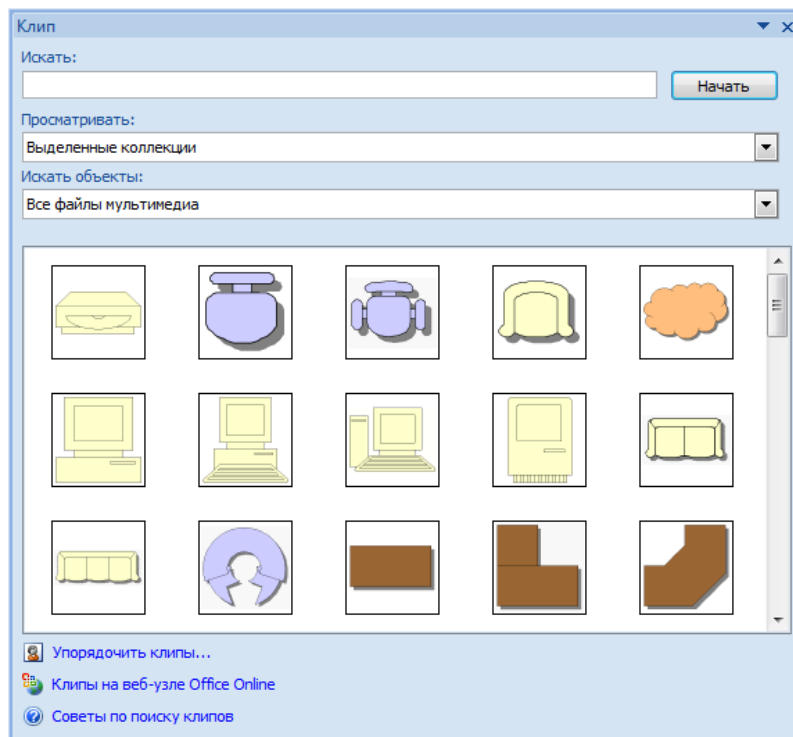 Клип
Искать:
Начать
Просматривать:
Выделенные коллекции
Искать объекты:
Все файлы мультимедиа
Упорядочить клипы...
Клипы на веб-узле Office Online
Советы по поиску клипов